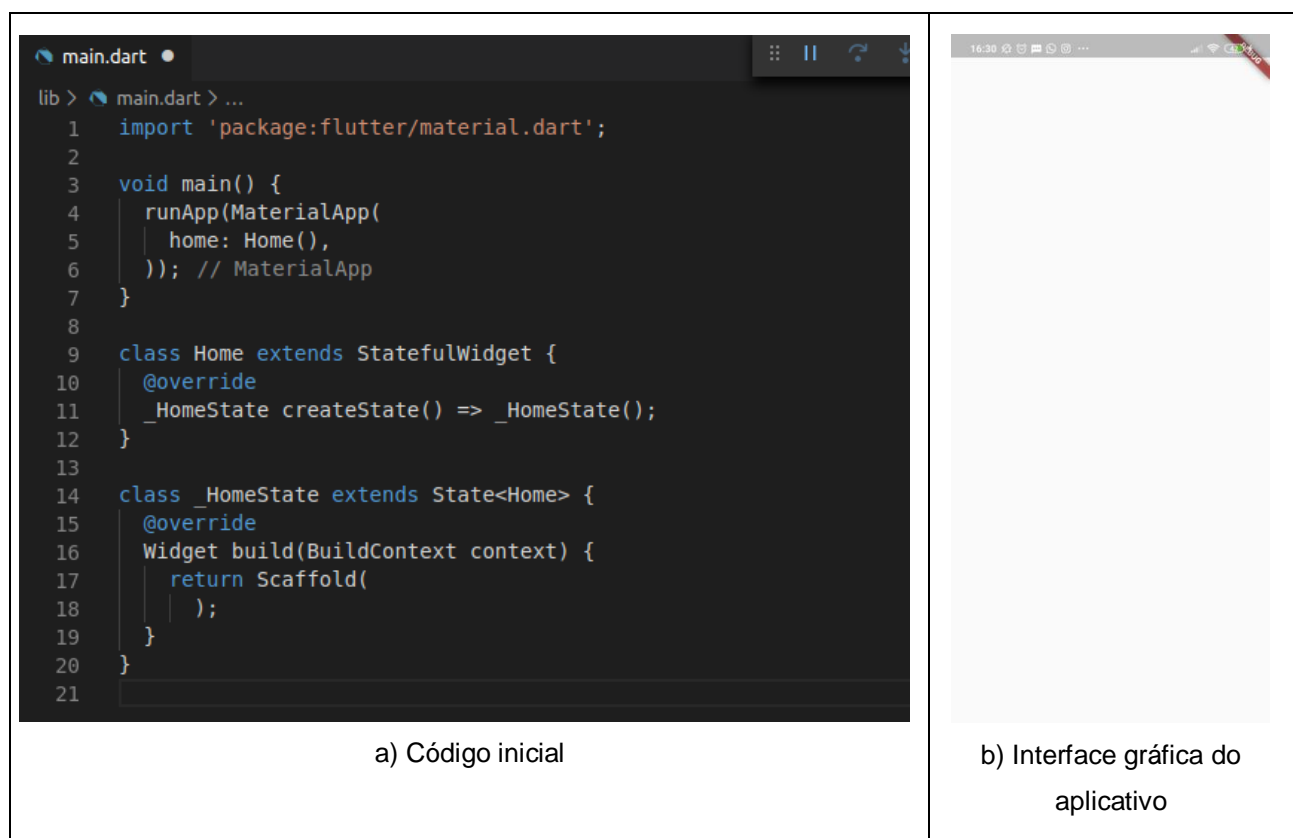 main.dart ●
lib > main.dart > ...
1 import 'package:flutter/material.dart';
2
3 void main() {
4 runApp(MaterialApp(
5 home: Home(),
6 )); // MaterialApp
7 }
8
9 class Home extends StatefulWidget {
10 @override
11 _HomeState createState() => _HomeState();
12 }
13
14 class _HomeState extends State<Home> {
15 @override
16 Widget build(BuildContext context) {
17 return Scaffold(
18 );
19 }
20 }
21
a) Código inicial
16:30 ...
b) Interface gráfica do
aplicativo